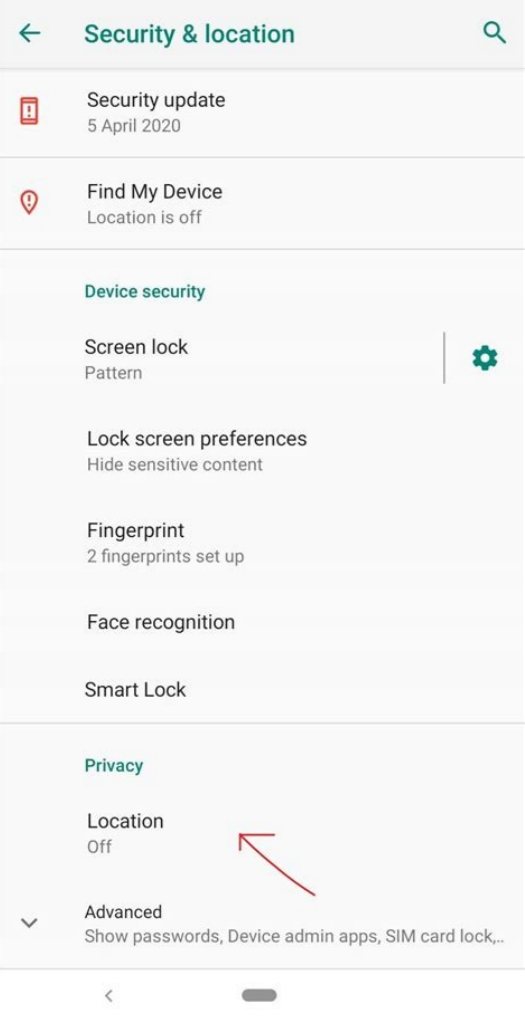 Security & location
Security update
5 April 2020
Find My Device
Location is off
Device security
Screen lock
Pattern
Lock screen preferences
Hide sensitive content
Fingerprint
2 fingerprints set up
Face recognition
Smart Lock
Privacy
Location
Off
Advanced
Show passwords, Device admin apps, SIM card lock,..